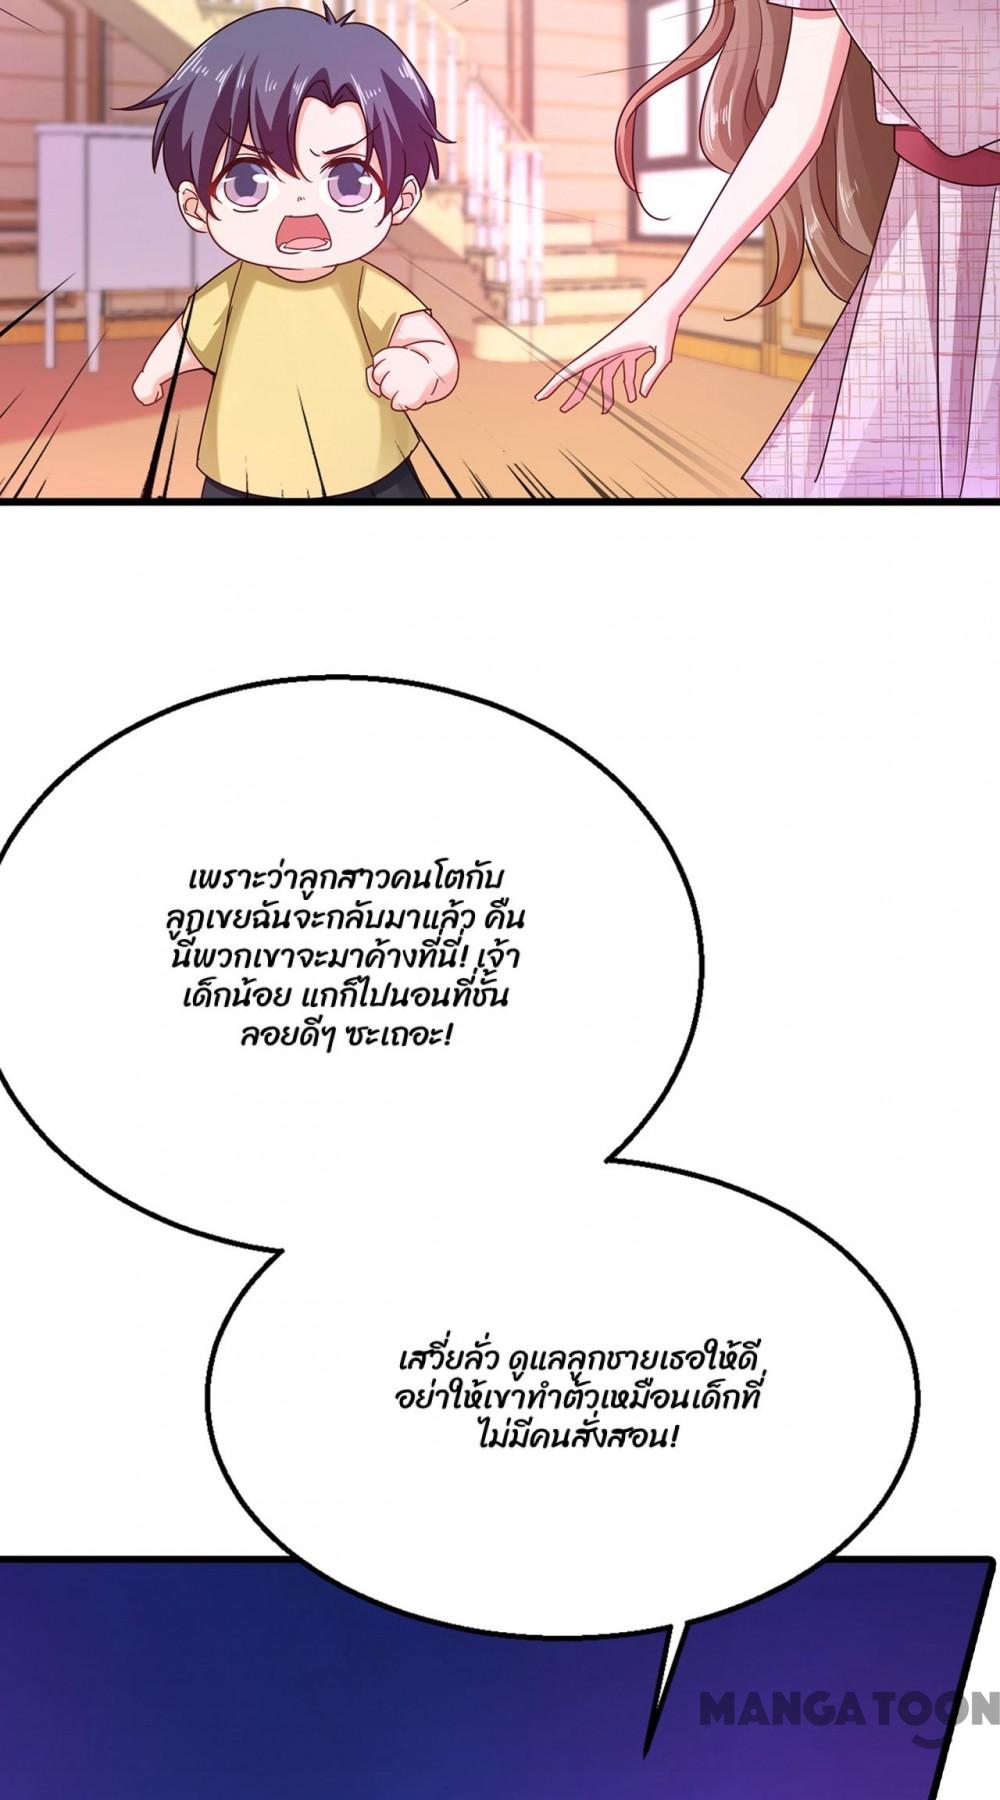 เพราะว่าลูกสาวคนโตกับ
ลูกเขยฉันจะกลับมาแล้ว คืน
นี้พวกเขาจะมาค้างที่นี่! เจ้า
เด็กน้อย แกก็ไปนอนที่ชั้น
ลอยดีๆ ซะเถอะ!
เสวี่ยลั่ว ดูแลลูกชายเธอให้ดี
อย่าให้เขาทำตัวเหมือนเด็กที่
ไม่มีคนสั่งสอน!
MANGATOON